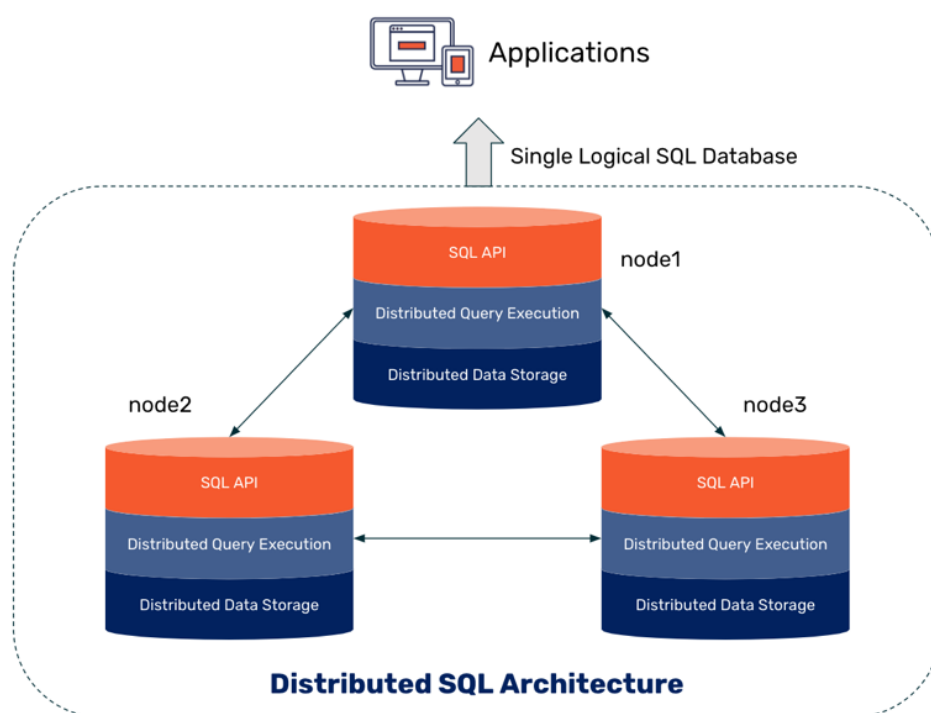 Applications
Single Logical SQL Database
SQL API
node1
Distributed Query Execution
Distributed Data Storage
node2
node3
SQL API
SQL API
Distributed Query Execution
Distributed Query Execution
Distributed Data Storage
Distributed Data Storage
Distributed SQL Architecture